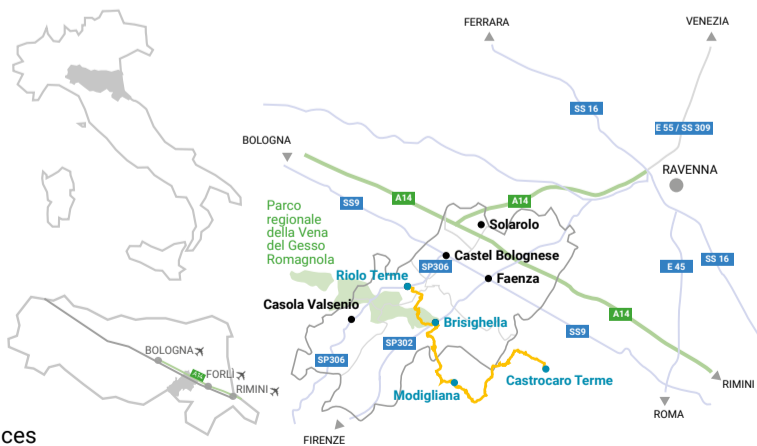 FERRARA
VENEZIA
SS 16
E 55 / SS 309
BOLOGNA
RAVENNA
SS9
A14
A14
Parco
regionale
della Vena
del Gesso
Romagnola
Solarolo
Castel Bolognese
SP306
Riolo Terme
Faenza
E 45
SS 16
Casola Valsenio
Brisighella
A14
SS9
SP306
SP302
BOLOGNA
A14
FORLÌ
RIMINI
Modigliana
Castrocaro Terme
RIMINI
ROMA
FIRENZE
ces